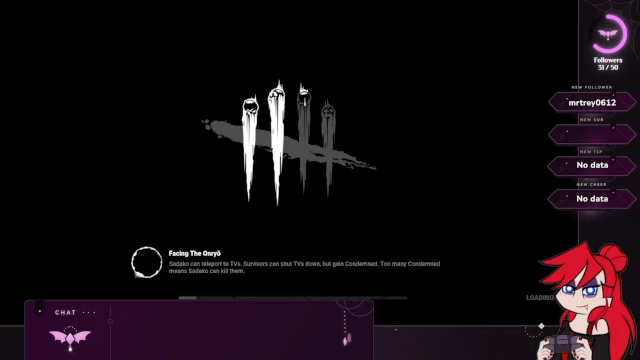 Followers
31 / 50
NEW FOLLOWER
mrtrey0612
NEW SUB
NEW TIP
No data
NEW CHEER
No data
Facing The Onryō
Sadako can teleport to TVs. Survivors can shut TVs down, but gain Condemned. Too many Condemned
means Sadako can kill them.
LOADING
CHAT